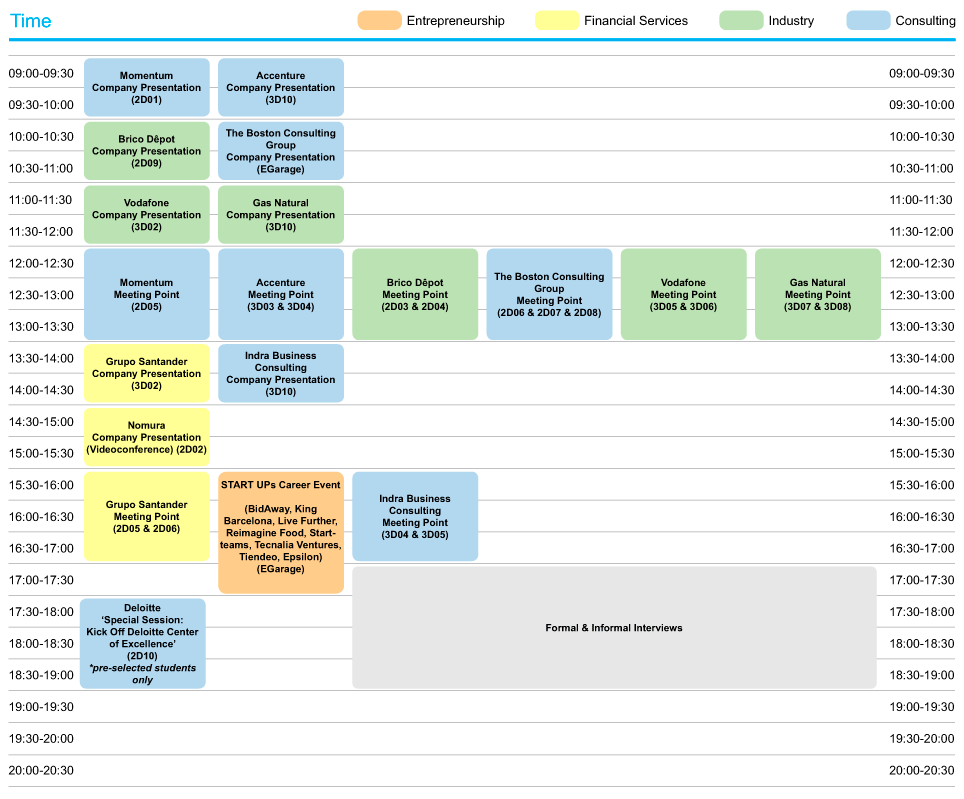 Time
Entrepreneurship
Financial Services
Industry
Consulting
09:00-09:30
Momentum
Company Presentation
(2D01)
Accenture
Company Presentation
(3D10)
09:00-09:30
09:30-10:00
09:30-10:00
10:00-10:30
Brico Dêpot
Company Presentation
(2D09)
The Boston Consulting
Group
Company Presentation
(EGarage)
10:00-10:30
10:30-11:00
10:30-11:00
11:00-11:30
Vodafone
Company Presentation
(3D02)
Gas Natural
Company Presentation
(3D10)
11:00-11:30
11:30-12:00
11:30-12:00
12:00-12:30
12:00-12:30
12:30-13:00
Momentum
Meeting Point
(2D05)
Accenture
Meeting Point
(3D03 & 3D04)
Brico Dêpot
Meeting Point
(2D03 & 2D04)
The Boston Consulting
Group
Meeting Point
(2D06 & 2D07 & 2D08)
Vodafone
Meeting Point
(3D05 & 3D06)
Gas Natural
Meeting Point
(3D07 & 3D08)
12:30-13:00
13:00-13:30
13:00-13:30
13:30-14:00
Grupo Santander
Company Presentation
(3D02)
Indra Business
Consulting
Company Presentation
(3D10)
13:30-14:00
14:00-14:30
14:00-14:30
14:30-15:00
Nomura
Company Presentation
(Videoconference) (2D02)
14:30-15:00
15:00-15:30
15:00-15:30
15:30-16:00
15:30-16:00
16:00-16:30
Grupo Santander
Meeting Point
(2D05 & 2D06)
START UPs Career Event
(BidAway, King
Barcelona, Live Further,
Reimagine Food, Start-
teams, Tecnalia Ventures,
Tiendeo, Epsilon)
(EGarage)
Indra Business
Consulting
Meeting Point
(3D04 & 3D05)
16:00-16:30
16:30-17:00
16:30-17:00
17:00-17:30
17:00-17:30
17:30-18:00
Deloitte
‘Special Session:
Kick Off Deloitte Center
of Excellence’
(2D10)
*pre-selected students
only
Formal & Informal Interviews
17:30-18:00
18:00-18:30
18:00-18:30
18:30-19:00
18:30-19:00
19:00-19:30
19:00-19:30
19:30-20:00
19:30-20:00
20:00-20:30
20:00-20:30